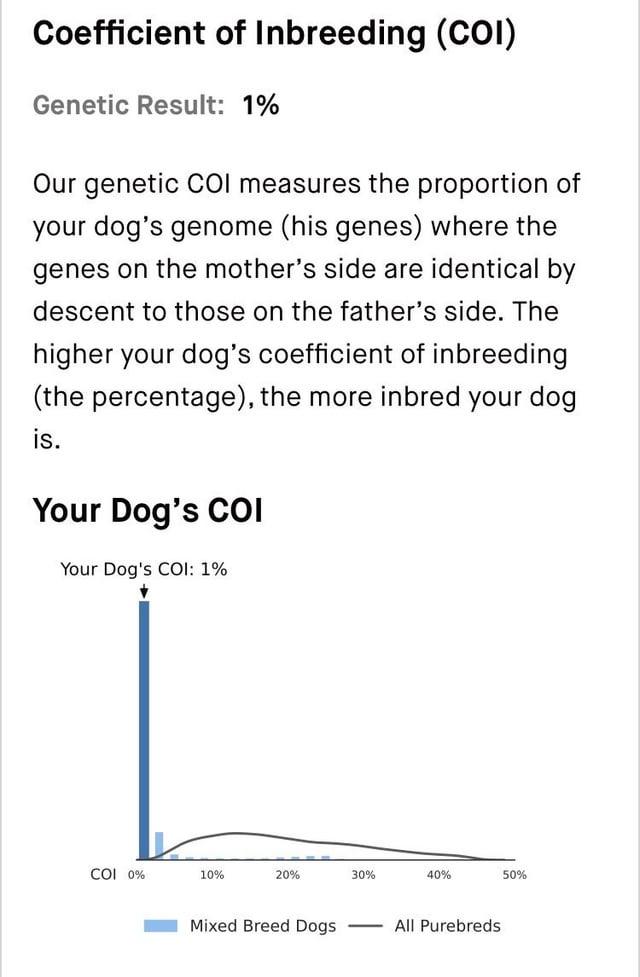 Coefficient of Inbreeding (COI)
Genetic Result: 1%
Our genetic COI measures the proportion of
your dog’s genome (his genes) where the
genes on the mother’s side are identical by
descent to those on the father’s side. The
higher your dog’s coefficient of inbreeding
(the percentage), the more inbred your dog
is.
Your Dog’s COI
Your Dog's COI: 1%
COI 0% 10% 20% 30% 40% 50%
Mixed Breed Dogs All Purebreds